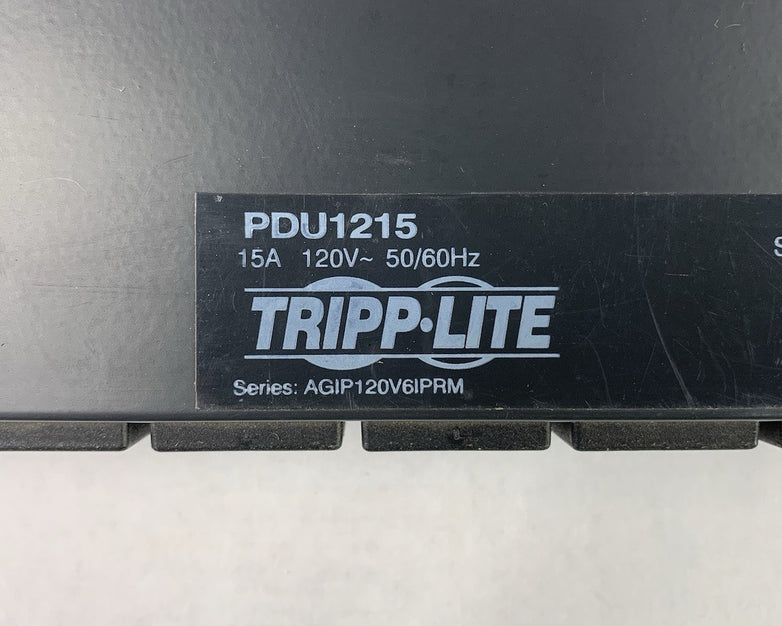 PDU1215
15A 120V~ 50/60Hz
TRIPP·LITE
Series: AGIP120V6IPRM